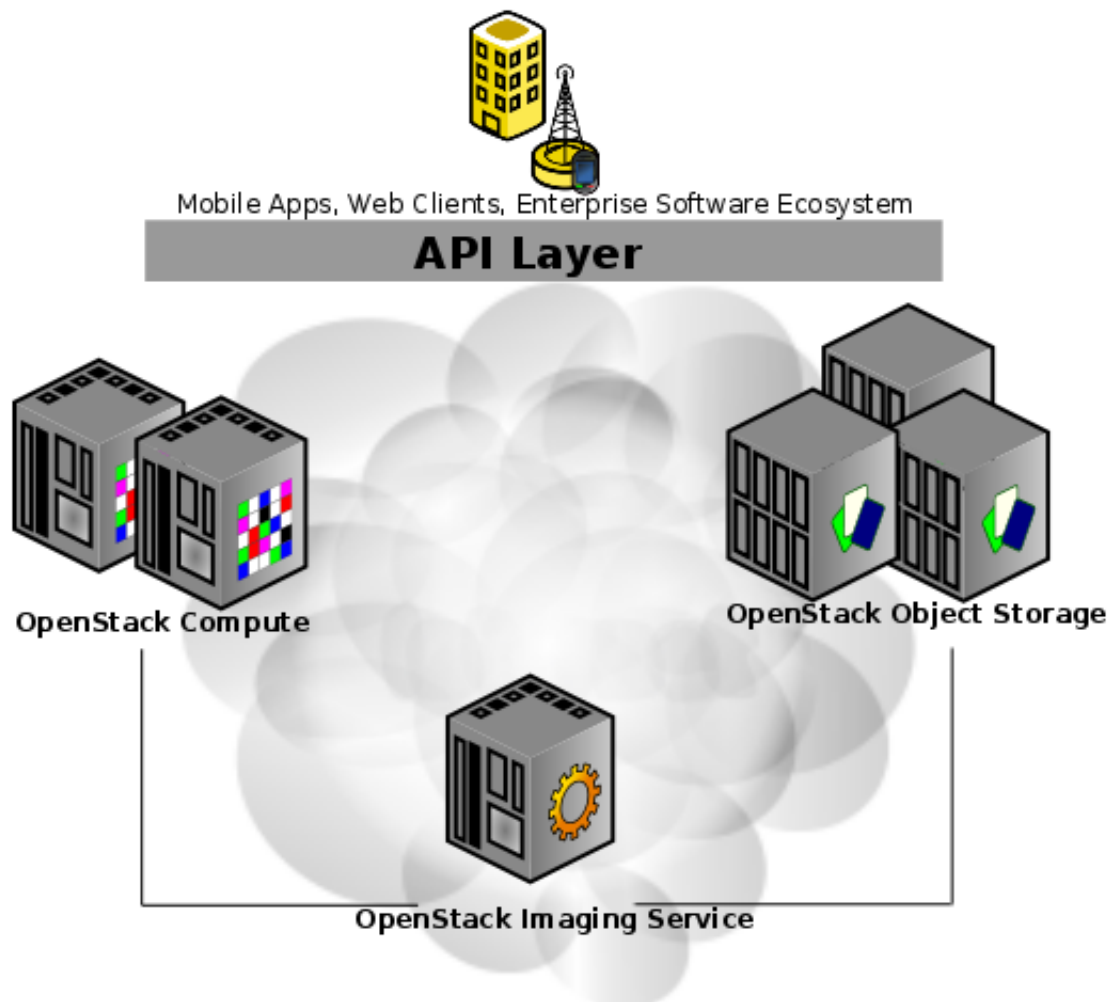 Mobile Apps, Web Clients, Enterprise Software Ecosystem
API Layer
OpenStack Compute
OpenStack Object Storage
OpenStack Imaging Service